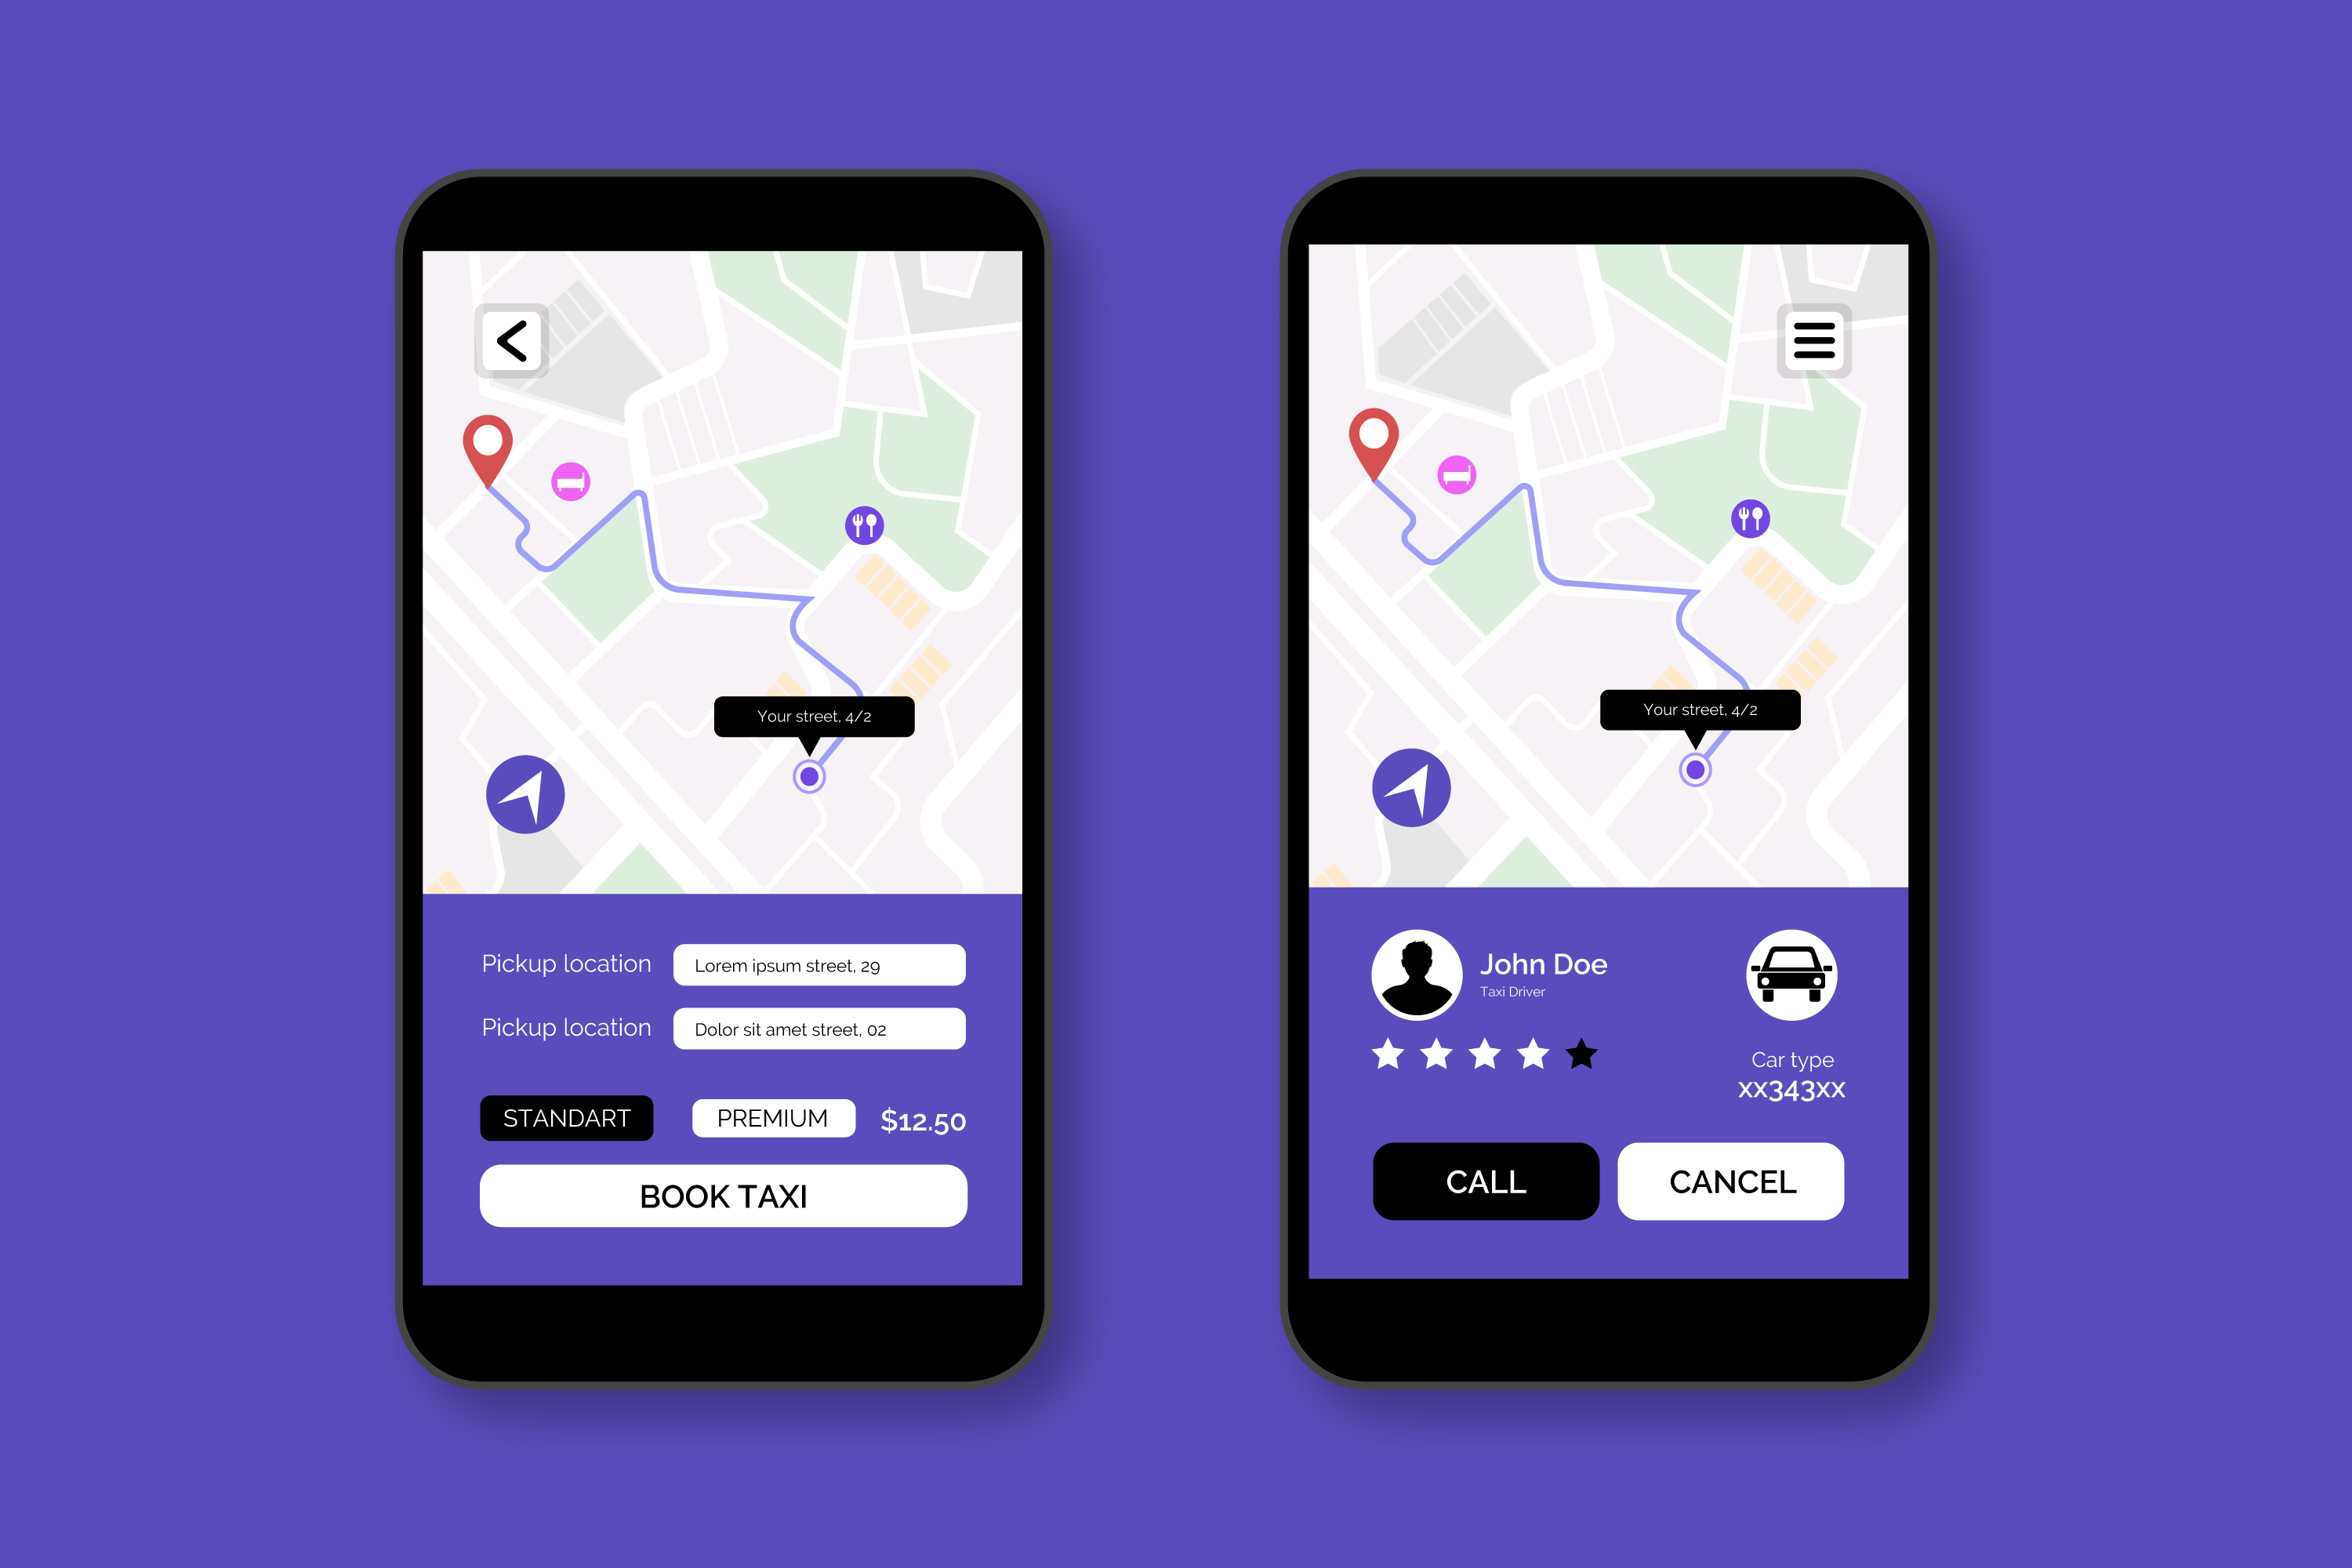 Your street, 4/2
Pickup location
Lorem ipsum street, 29
Pickup location
Dolor sit amet street, 02
STANDART
PREMIUM
$12.50
BOOK TAXI
Your street, 4/2
John Doe
Taxi Driver
Car type
xx343xx
CALL
CANCEL